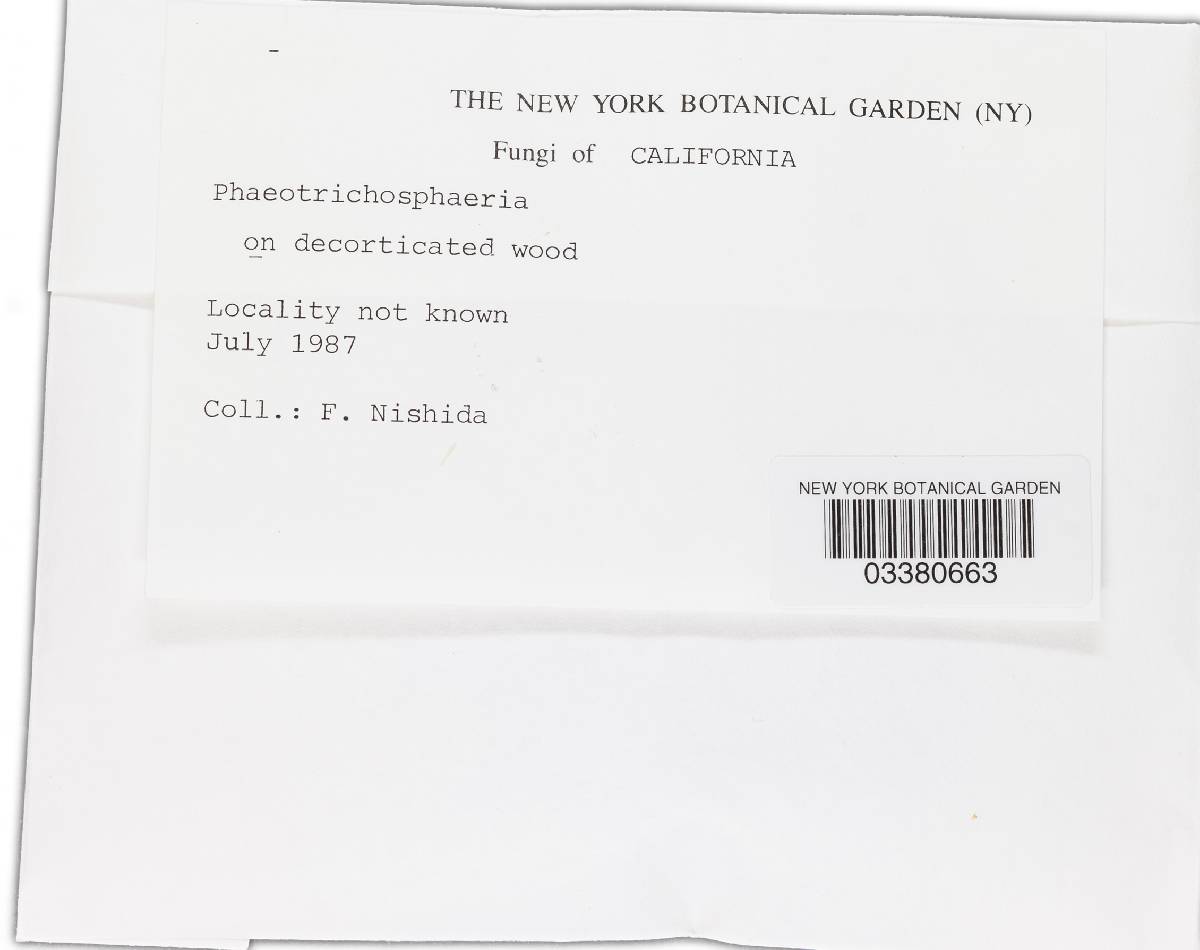 THE NEW YORK BOTANICAL GARDEN (NY)
Fungi of CALIFORNIA
Phaeotrichosphaeria
on decorticated wood
Locality not known
July 1987
Coll.: F. Nishida
NEW YORK BOTANICAL GARDEN
03380663